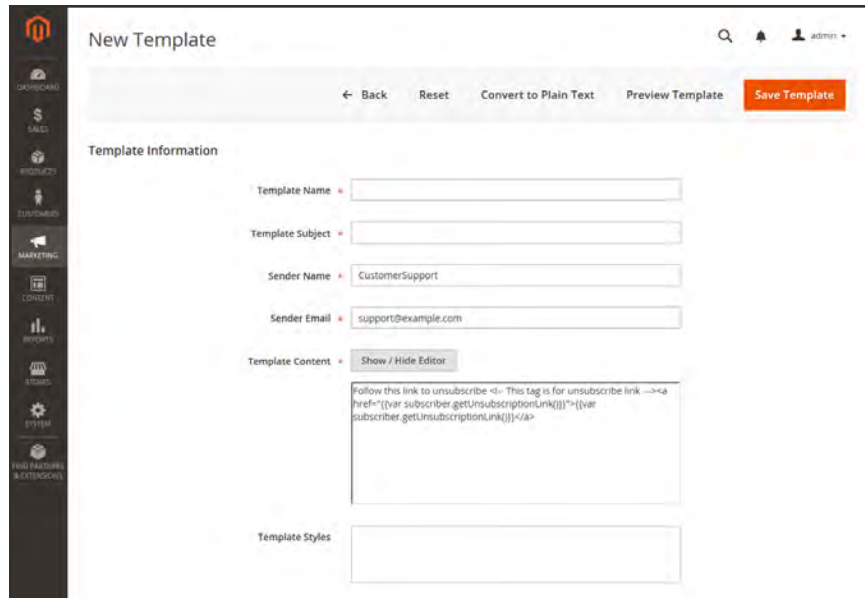 New Template
admin
DASHBOARD
$
SALES
PRODUCTS
CUSTOMERS
MARKETING
CONTENT
REPORTS
STORES
SYSTEM
FIND PARTNERS
& EXTENSIONS
← Back Reset Convert to Plain Text Preview Template Save Template
Template Information
Template Name *
Template Subject *
Sender Name * CustomerSupport
Sender Email * support@example.com
Template Content * Show / Hide Editor
Follow this link to unsubscribe <!-- This tag is for unsubscribe link --><a
href="{{var subscriber.getUnsubscriptionLink()}}">{{var
subscriber.getUnsubscriptionLink()}}</a>
Template Styles